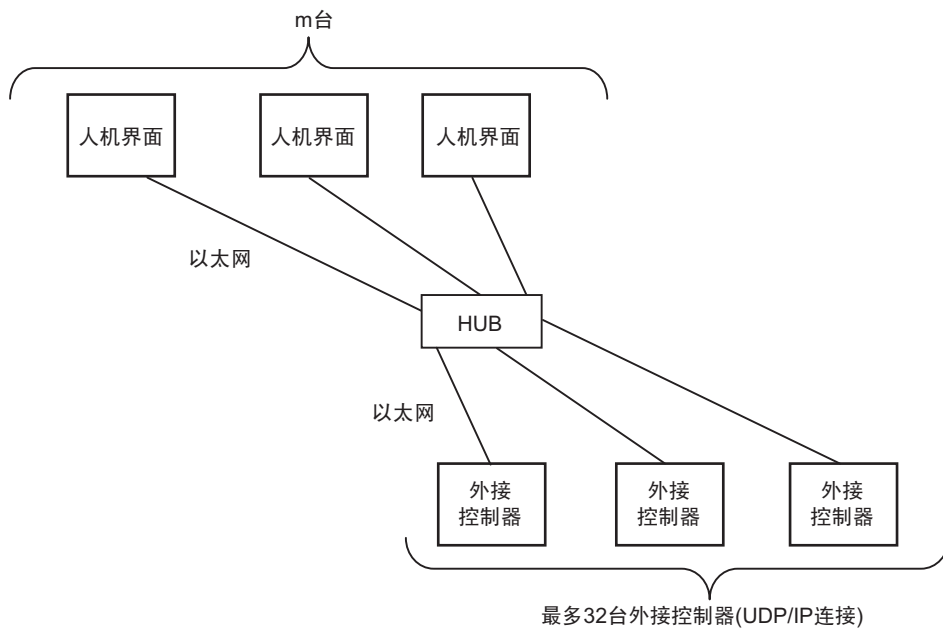 m台
人机界面
人机界面
人机界面
以太网
HUB
以太网
外接
控制器
外接
控制器
外接
控制器
最多32台外接控制器(UDP/IP连接)